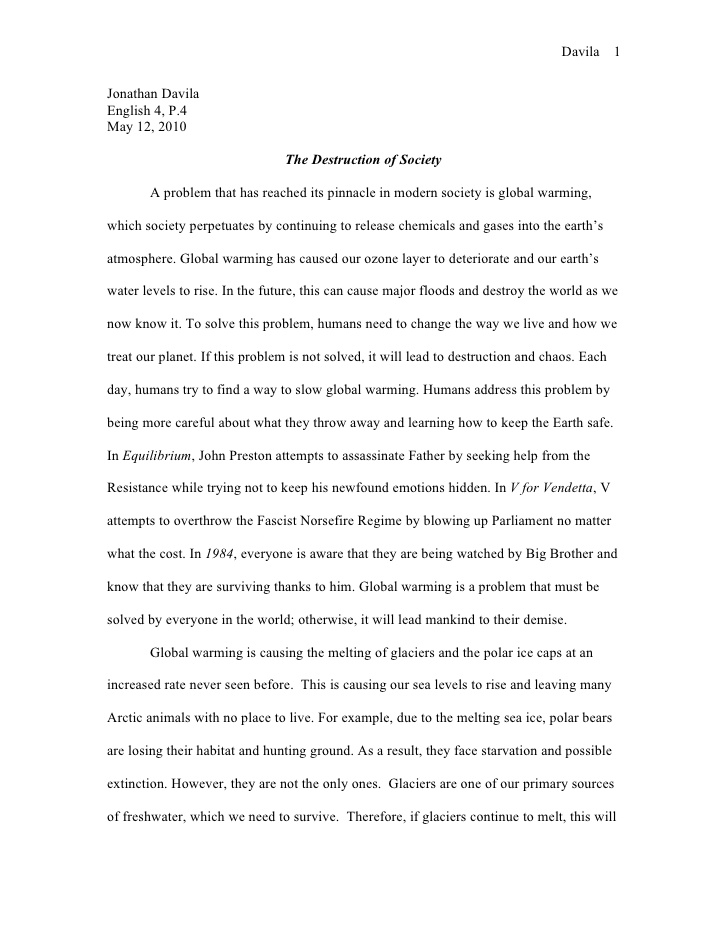 Davila 1
Jonathan Davila
English 4, P.4
May 12, 2010
The Destruction of Society
A problem that has reached its pinnacle in modern society is global warming,
which society perpetuates by continuing to release chemicals and gases into the earth's
atmosphere. Global warming has caused our ozone layer to deteriorate and our earth's
water levels to rise. In the future, this can cause major floods and destroy the world as we
now know it. To solve this problem, humans need to change the way we live and how we
treat our planet. If this problem is not solved, it will lead to destruction and chaos. Each
day, humans try to find a way to slow global warming. Humans address this problem by
being more careful about what they throw away and learning how to keep the Earth safe.
In Equilibrium, John Preston attempts to assassinate Father by seeking help from the
Resistance while trying not to keep his newfound emotions hidden. In V for Vendetta, V
attempts to overthrow the Fascist Norsefire Regime by blowing up Parliament no matter
what the cost. In 1984, everyone is aware that they are being watched by Big Brother and
know that they are surviving thanks to him. Global warming is a problem that must be
solved by everyone in the world; otherwise, it will lead mankind to their demise.
Global warming is causing the melting of glaciers and the polar ice caps at an
increased rate never seen before.  This is causing our sea levels to rise and leaving many
Arctic animals with no place to live. For example, due to the melting sea ice, polar bears
are losing their habitat and hunting ground. As a result, they face starvation and possible
extinction. However, they are not the only ones.  Glaciers are one of our primary sources
of freshwater, which we need to survive.  Therefore, if glaciers continue to melt, this will